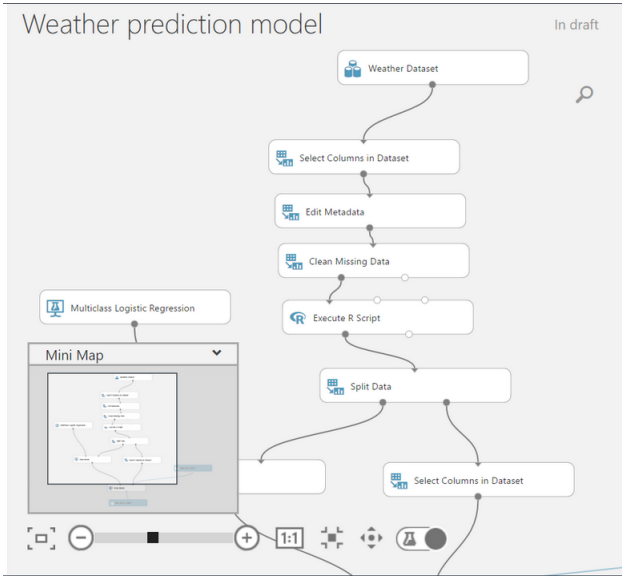 Weather prediction model
In draft
Weather Dataset
Select Columns in Dataset
Edit Metadata
Clean Missing Data
Multiclass Logistic Regression
Execute R Script
Mini Map
Split Data
Select Columns in Dataset
1:1